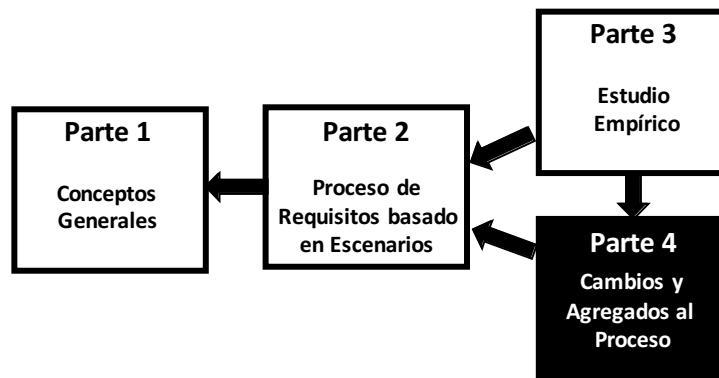 Parte 1
Conceptos
Generales
Parte 2
Proceso de
Requisitos basado
en Escenarios
Parte 3
Estudio
Empírico
Parte 4
Cambios y
Agregados al
Proceso